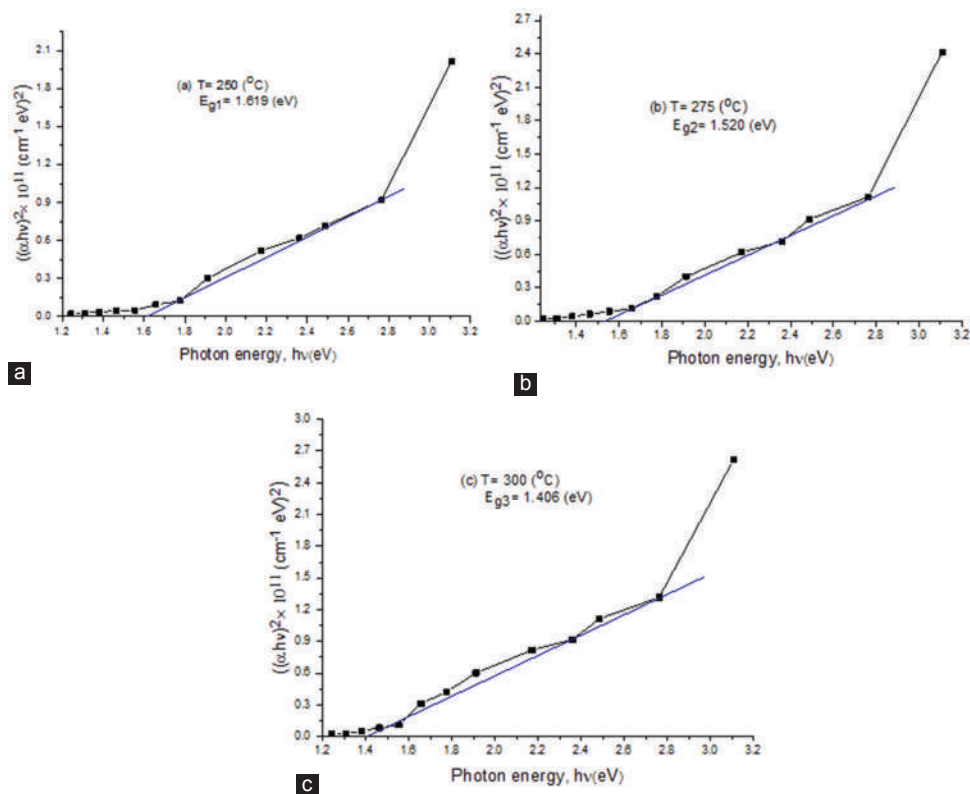 2.1
1.8
1.5
1.2
0.9
0.6
0.3
0.0
((αhν)²× 10¹¹ (cm⁻¹ eV)²)
(a) T= 250 (⁰C)
E_g1= 1.619 (eV)
1.2 1.4 1.6 1.8 2.0 2.2 2.4 2.6 2.8 3.0 3.2
Photon energy, hν(eV)
a
2.7
2.4
2.1
1.8
1.5
1.2
0.9
0.6
0.3
0.0
((αhν)²× 10¹¹ (cm⁻¹ eV)²)
(b) T= 275 (⁰C)
E_g2= 1.520 (eV)
1.4 1.6 1.8 2.0 2.2 2.4 2.6 2.8 3.0 3.2
Photon energy, hν(eV)
b
3.0
2.7
2.4
2.1
1.8
1.5
1.2
0.9
0.6
0.3
0.0
((αhν)²× 10¹¹ (cm⁻¹ eV)²)
(c) T= 300 (⁰C)
E_g3= 1.406 (eV)
1.2 1.4 1.6 1.8 2.0 2.2 2.4 2.6 2.8 3.0 3.2
Photon energy, hν(eV)
c